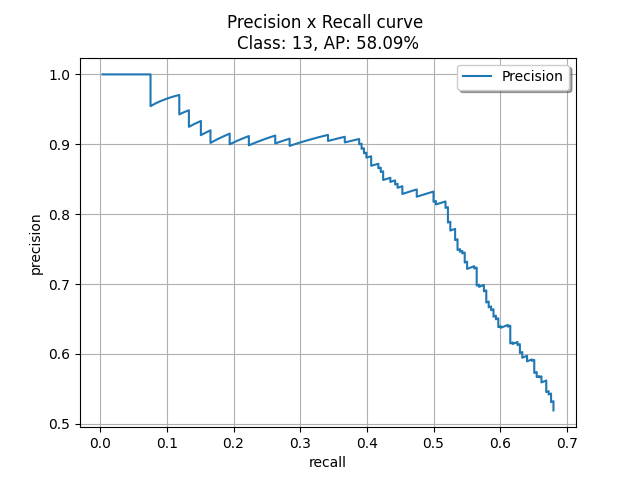 Precision x Recall curve
Class: 13, AP: 58.09%
Precision
1.0
0.9
0.8
0.7
0.6
0.5
precision
0.0 0.1 0.2 0.3 0.4 0.5 0.6 0.7
recall